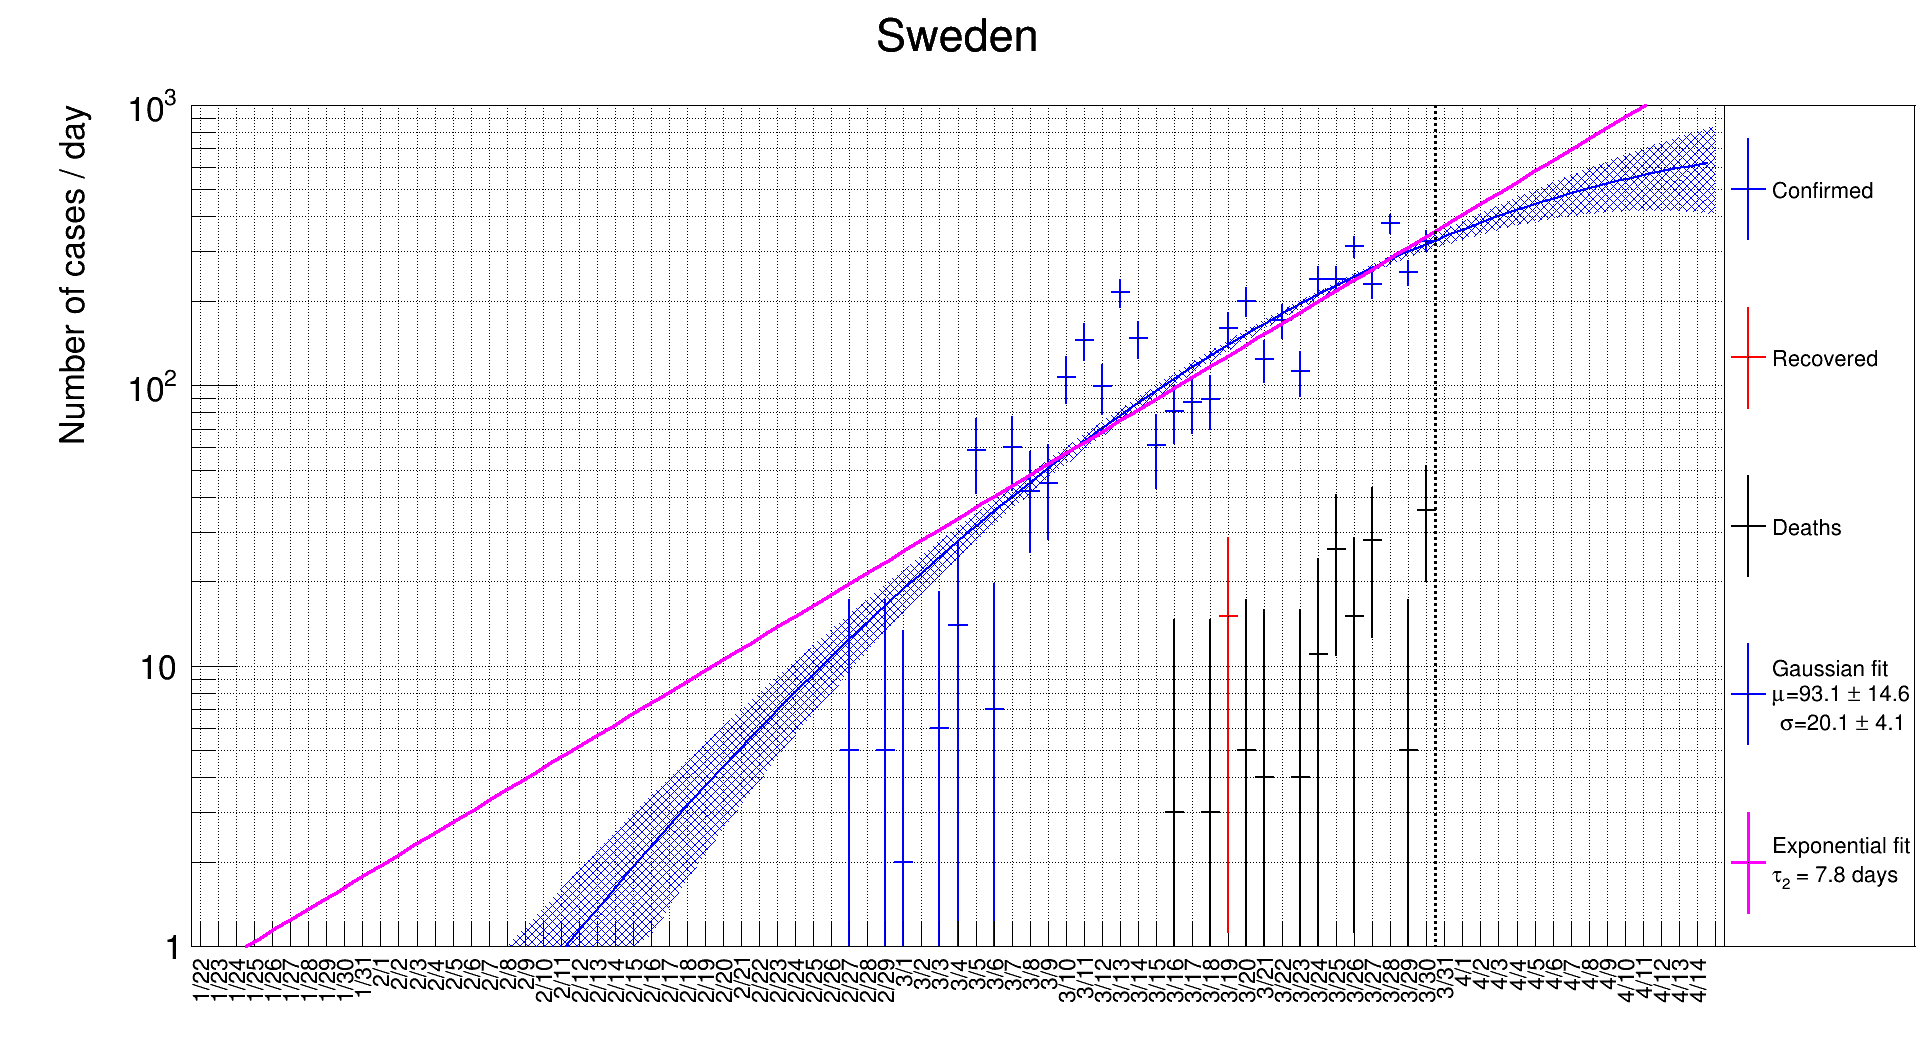 Sweden
Number of cases / day
10³
10²
10
1
1/22 1/23 1/24 1/25 1/26 1/27 1/28 1/29 1/30 1/31 2/1 2/2 2/3 2/4 2/5 2/6 2/7 2/8 2/9 2/10 2/11 2/12 2/13 2/14 2/15 2/16 2/17 2/18 2/19 2/20 2/21 2/22 2/23 2/24 2/25 2/26 2/27 2/28 2/29 3/1 3/2 3/3 3/4 3/5 3/6 3/7 3/8 3/9 3/10 3/11 3/12 3/13 3/14 3/15 3/16 3/17 3/18 3/19 3/20 3/21 3/22 3/23 3/24 3/25 3/26 3/27 3/28 3/29 3/30 3/31 4/1 4/2 4/3 4/4 4/5 4/6 4/7 4/8 4/9 4/10 4/11 4/12 4/13 4/14
Confirmed
Recovered
Deaths
Gaussian fit
μ=93.1 ± 14.6
σ=20.1 ± 4.1
Exponential fit
τ₂ = 7.8 days